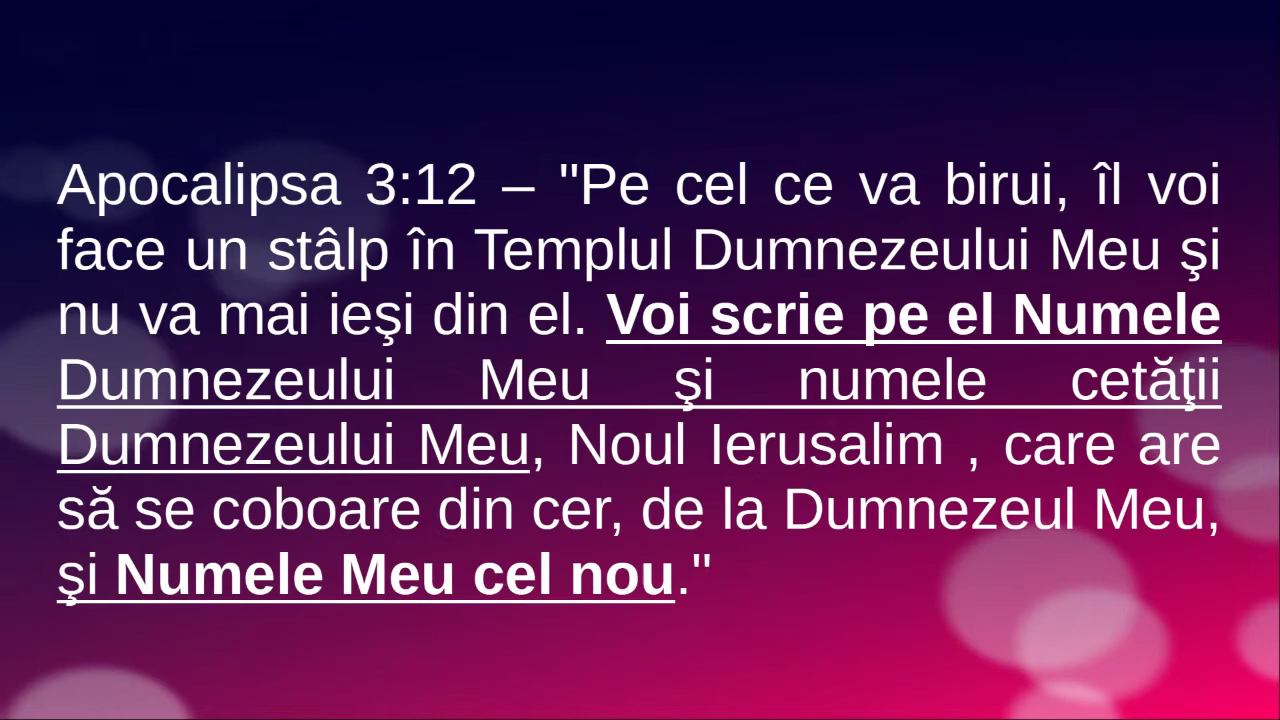 Apocalipsa 3:12 – "Pe cel ce va birui, îl voi
face un stâlp în Templul Dumnezeului Meu şi
nu va mai ieşi din el. Voi scrie pe el Numele
Dumnezeului Meu şi numele cetăţii
Dumnezeului Meu, Noul Ierusalim , care are
să se coboare din cer, de la Dumnezeul Meu,
şi Numele Meu cel nou."